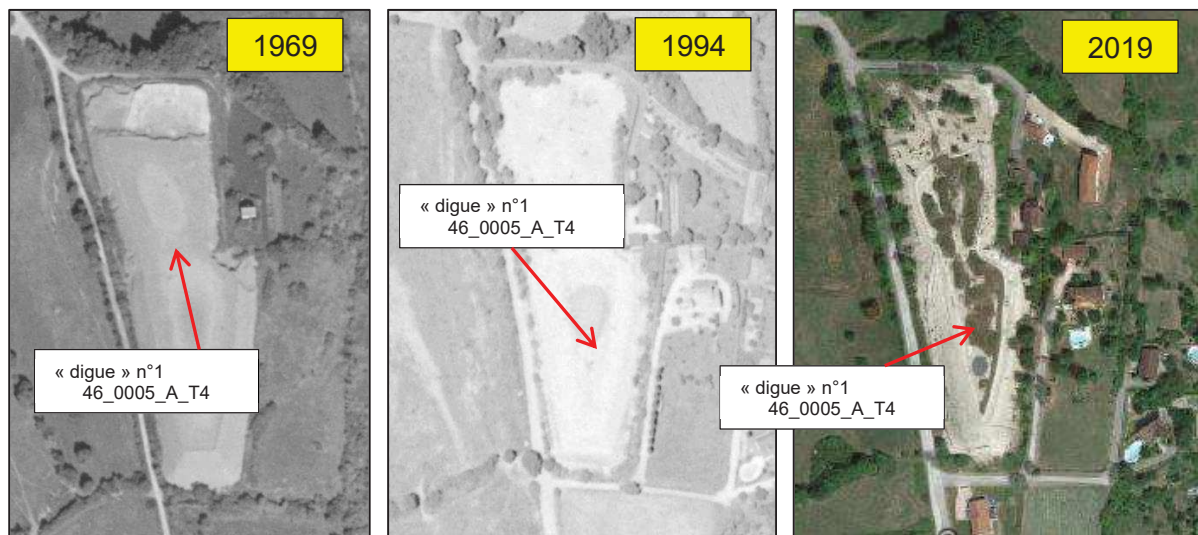 1969
« digue » n°1
46_0005_A_T4
1994
« digue » n°1
46_0005_A_T4
2019
« digue » n°1
46_0005_A_T4